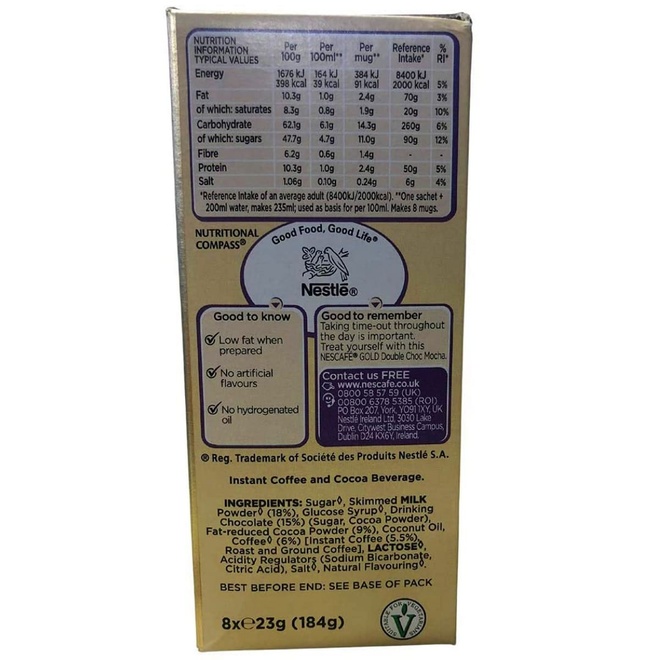 NUTRITION INFORMATION TYPICAL VALUES Per 100g Per 100ml** Per mug** Reference Intake* % RI*
Energy 1676 kJ 398 kcal 164 kJ 39 kcal 384 kJ 91 kcal 8400 kJ 2000 kcal 5%
Fat 10.3g 1.0g 2.4g 70g 3%
of which: saturates 8.3g 0.8g 1.9g 20g 10%
Carbohydrate 62.1g 6.1g 14.3g 260g 6%
of which: sugars 47.7g 4.7g 11.0g 90g 12%
Fibre 6.2g 0.6g 1.4g - -
Protein 10.3g 1.0g 2.4g 50g 5%
Salt 1.06g 0.10g 0.24g 6g 4%
*Reference Intake of an average adult (8400kJ/2000kcal). **One sachet +
200ml water, makes 235ml; used as basis for per 100ml. Makes 8 mugs.
NUTRITIONAL
COMPASS®
Good Food, Good Life®
Nestlé®
Good to know
Low fat when
prepared
No artificial
flavours
No hydrogenated
oil
Good to remember
Taking time-out throughout
the day is important.
Treat yourself with this
NESCAFÉ® GOLD Double Choc Mocha.
Contact us FREE
www.nescafe.co.uk
0800 58 57 59 (UK)
00800 6378 5385 (ROI)
PO Box 207, York, YO91 1XY, UK
Nestlé Ireland Ltd, 3030 Lake
Drive, Citywest Business Campus,
Dublin D24 KX6Y, Ireland.
® Reg. Trademark of Société des Produits Nestlé S.A.
Instant Coffee and Cocoa Beverage.
INGREDIENTS: Sugar◊, Skimmed MILK
Powder◊ (18%), Glucose Syrup◊, Drinking
Chocolate (15%) (Sugar, Cocoa Powder),
Fat-reduced Cocoa Powder (9%), Coconut Oil,
Coffee◊ (6%) [Instant Coffee (5.5%),
Roast and Ground Coffee], LACTOSE◊,
Acidity Regulators (Sodium Bicarbonate,
Citric Acid), Salt◊, Natural Flavouring◊.
BEST BEFORE END: SEE BASE OF PACK
8x℮23g (184g)
SUITABLE FOR VEGETARIANS
V